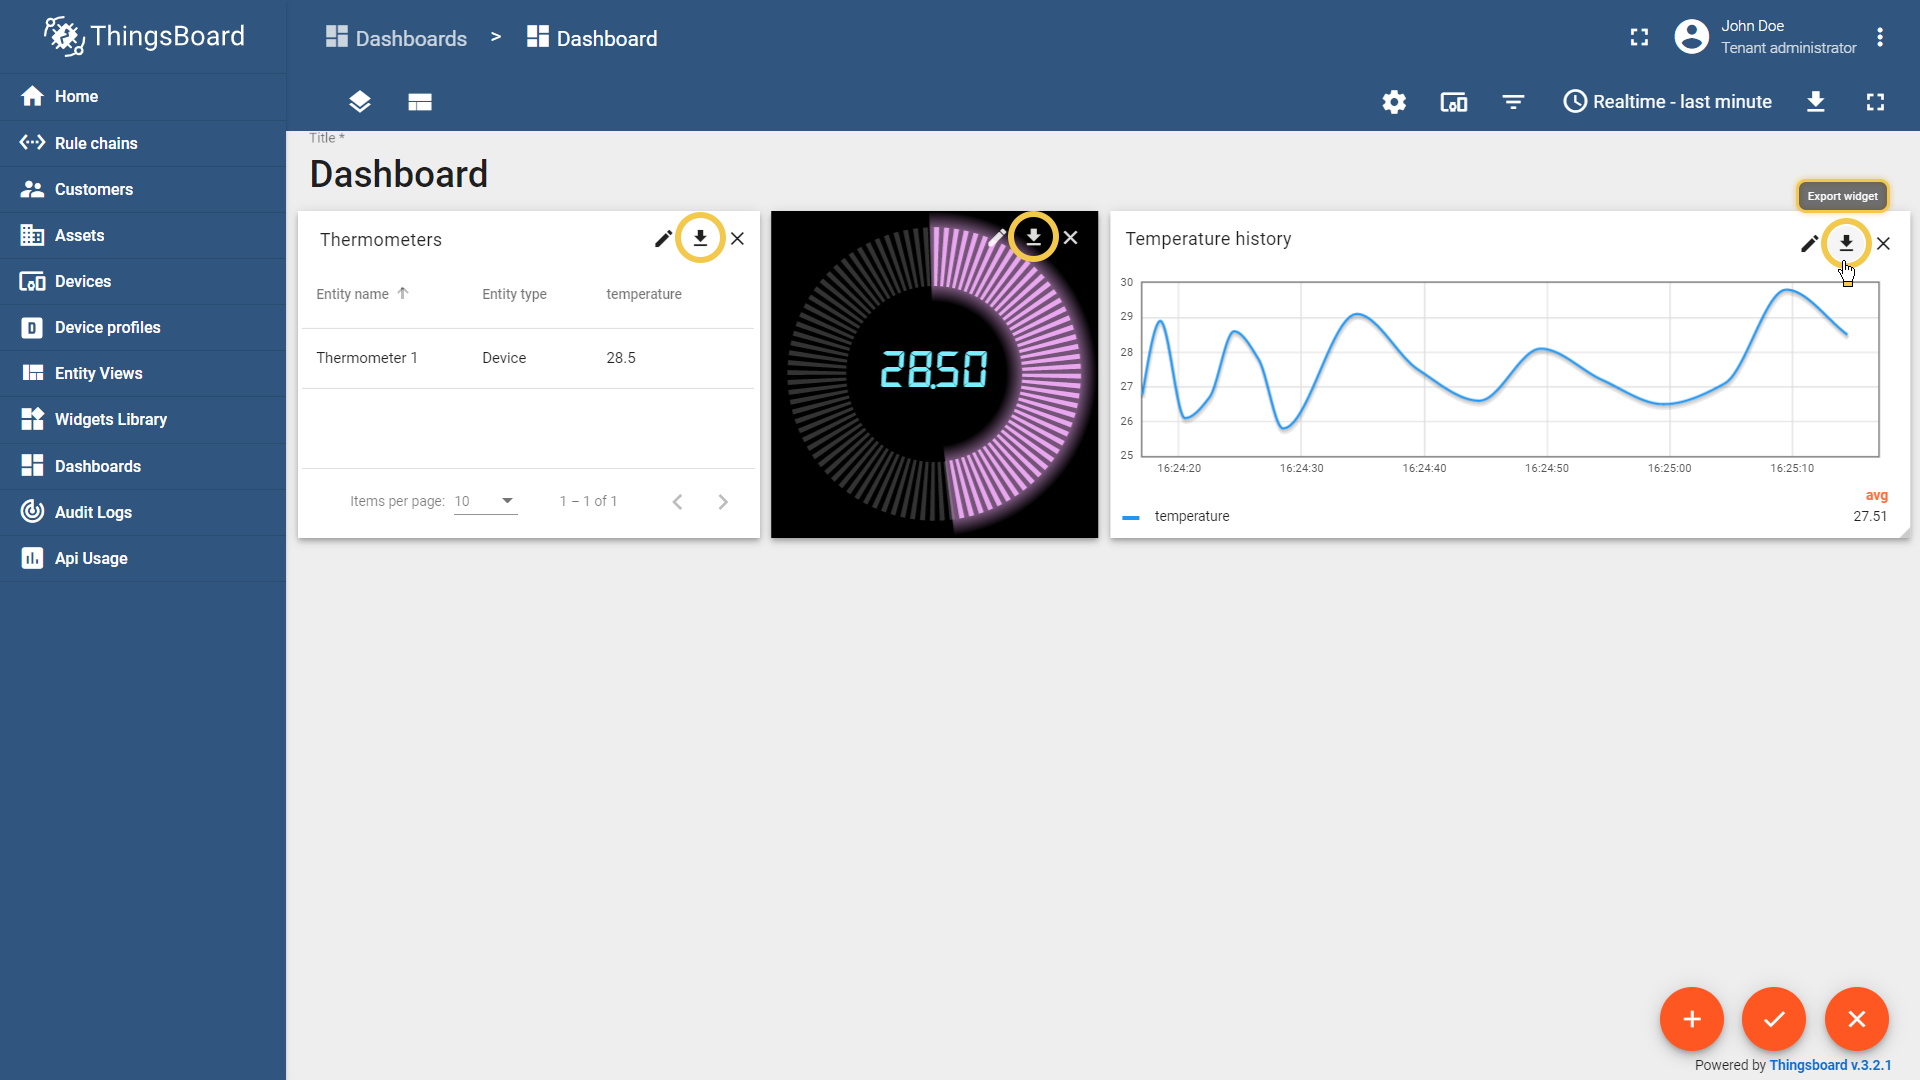 ThingsBoard
Home
Rule chains
Customers
Assets
Devices
Device profiles
Entity Views
Widgets Library
Dashboards
Audit Logs
Api Usage
Dashboards > Dashboard
John Doe
Tenant administrator
Realtime - last minute
Title *
Dashboard
Export widget
Thermometers
Entity name Entity type temperature
Thermometer 1 Device 28.5
Items per page: 10 1 – 1 of 1
28.50
Temperature history
30
29
28
27
26
25
16:24:20 16:24:30 16:24:40 16:24:50 16:25:00 16:25:10
avg
temperature 27.51
Powered by Thingsboard v.3.2.1